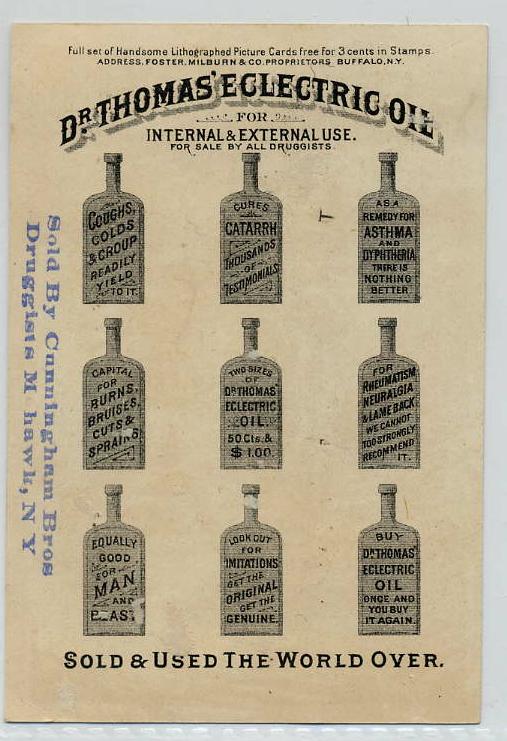 Full set of Handsome Lithographed Picture Cards free for 3 cents in Stamps.
ADDRESS, FOSTER, MILBURN & CO. PROPRIETORS, BUFFALO, N.Y.
DR THOMAS' ECLECTRIC OIL
FOR
INTERNAL & EXTERNAL USE.
FOR SALE BY ALL DRUGGISTS.
COUGHS,
COLDS
& CROUP
READILY
YIELD
TO IT.
CURES
CATARRH
THOUSANDS
OF
TESTIMONIALS
AS A
REMEDY FOR
ASTHMA
AND
DYPHTHERIA
THERE IS
NOTHING
BETTER
CAPITAL
FOR
BURNS,
BRUISES,
CUTS &
SPRAINS
TWO SIZES
OF
DR THOMAS'
ECLECTRIC
OIL.
50 Cts. &
$1.00.
FOR
RHEUMATISM,
NEURALGIA
& LAME BACK
WE CANNOT
TOO STRONGLY
RECOMMEND
IT.
EQUALLY
GOOD
FOR
MAN
AND
LOOK OUT
FOR
IMITATIONS
GET THE
ORIGINAL
GET THE
GENUINE.
BUY
DR THOMAS'
ECLECTRIC
OIL
ONCE AND
YOU BUY
IT AGAIN.
SOLD & USED THE WORLD OVER.
Sold By Cunningham Bros
Druggists M hawk, N Y